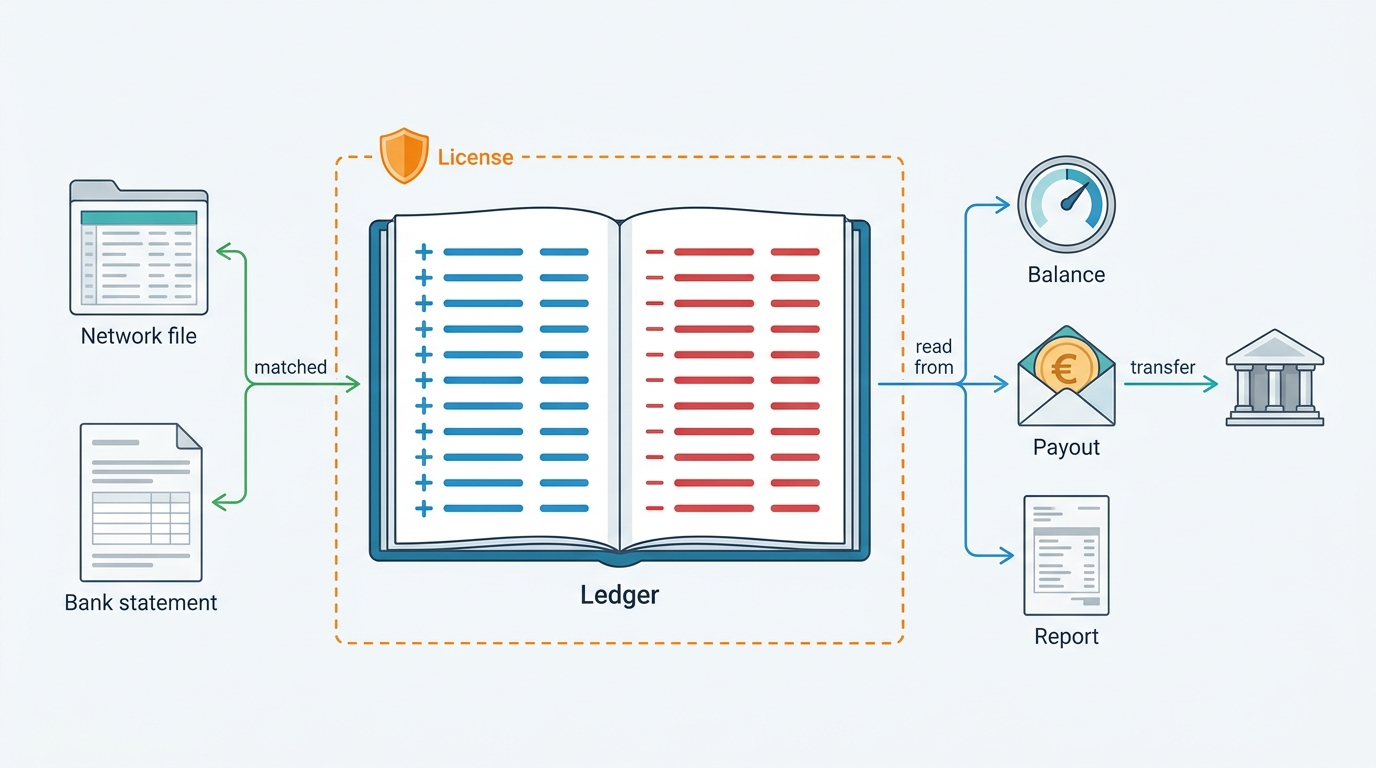 License
Network file
matched
Bank statement
Ledger
read
from
Balance
€
Payout
transfer
Report